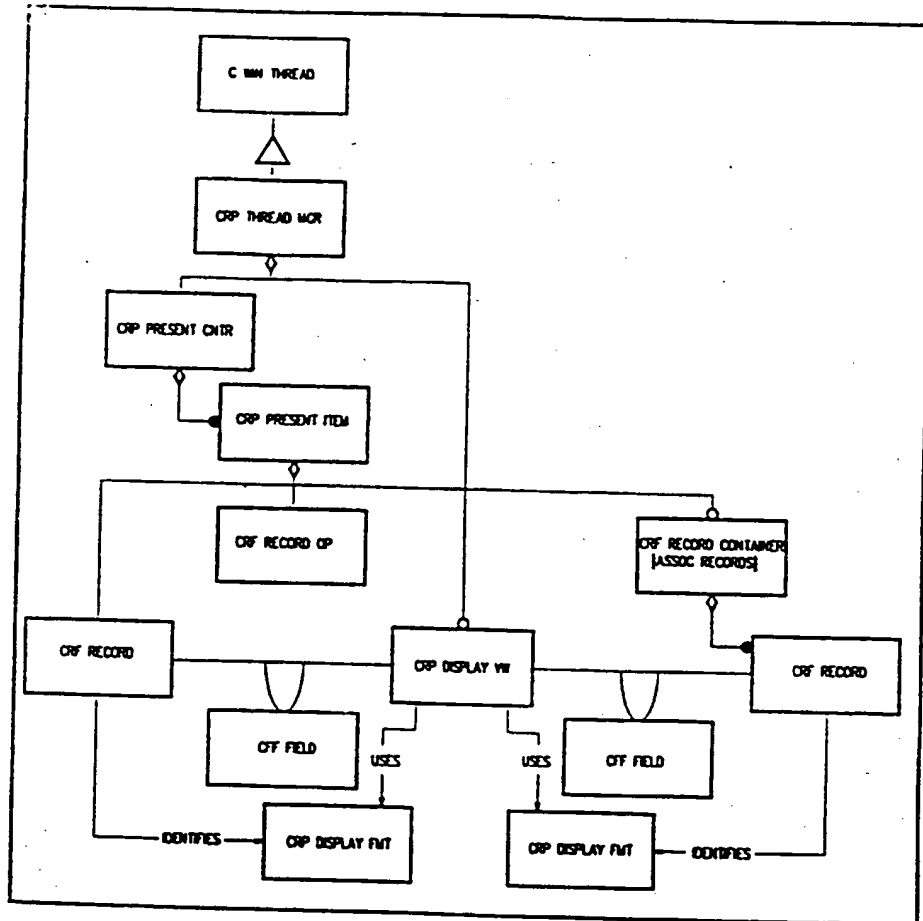 C WIN THREAD
CRP THREAD MGR
CRP PRESENT CNTR
CRP PRESENT ITEM
CRF RECORD OP
CRF RECORD CONTAINER
|ASSOC RECORDS|
CRF RECORD
CRP DISPLAY VW
CRF RECORD
CFF FIELD
USES
USES
CFF FIELD
IDENTIFIES
CRP DISPLAY FMT
CRP DISPLAY FMT
IDENTIFIES